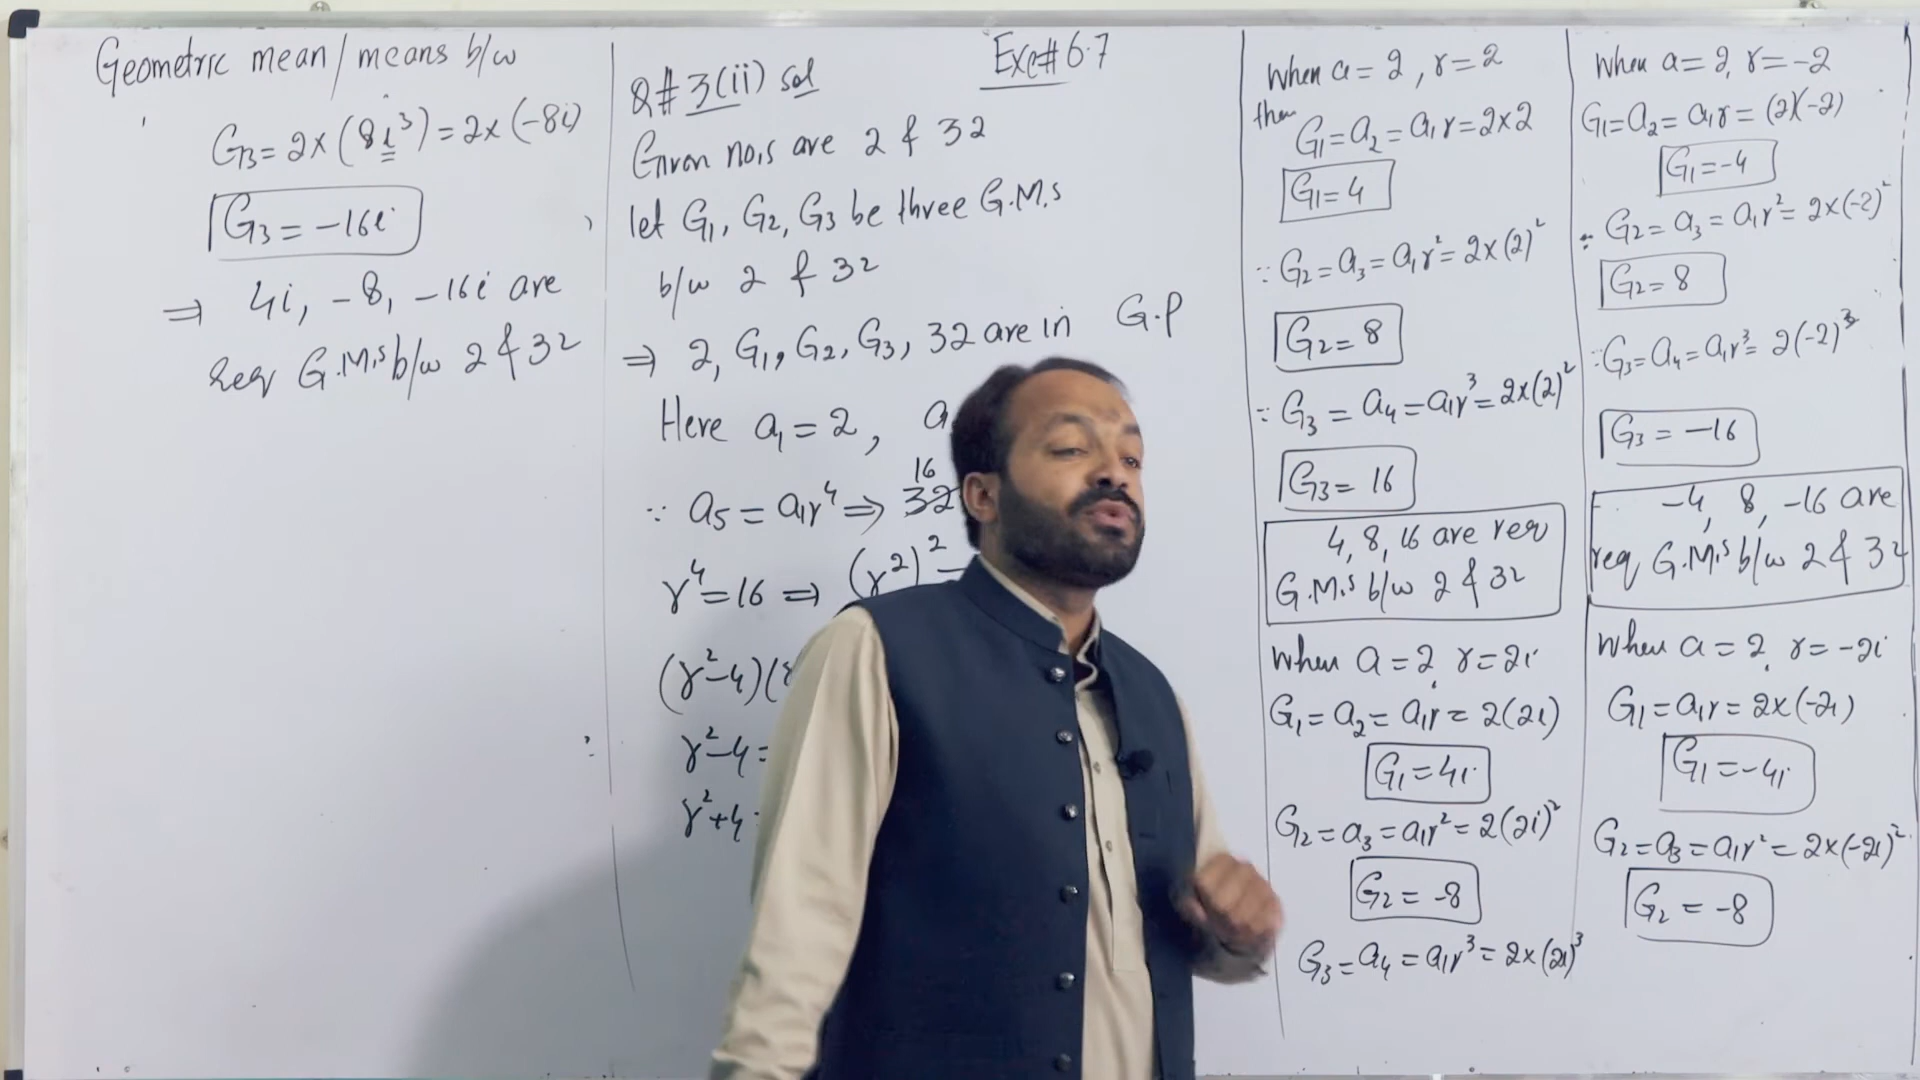 Geometric mean/means b/w
G3 = 2x(8i³) = 2x(-8i)
G3 = -16i
⇒ 4i, -8, -16i are
req G.M,s b/w 2 & 32
Exe# 6.7
Q# 3(ii) sol
Given no,s are 2 & 32
let G1, G2, G3 be three G.M,s
b/w 2 & 32
⇒ 2, G1, G2, G3, 32 are in G.P
Here a1 = 2, a
∵ a5 = a1r⁴ ⇒ 32
16
r⁴ = 16 ⇒ (r²)² =
(r²-4)(
r²-4 =
r²+4
When a = 2, r = 2
then G1 = a2 = a1r = 2x2
G1 = 4
∵ G2 = a3 = a1r² = 2x(2)²
G2 = 8
∵ G3 = a4 = a1r³ = 2x(2)²
G3 = 16
4, 8, 16 are
G.M,s b/w 2 & 32
When a = 2, r = 2i
G1 = a2 = a1r = 2(2i)
G1 = 4i
G2 = a3 = a1r² = 2(2i)²
G2 = -8
G3 = a4 = a1r³ = 2x(2i)³
When a = 2, r = -2
G1 = a2 = a1r = (2)(-2)
G1 = -4
∵ G2 = a3 = a1r² = 2x(-2)²
G2 = 8
∵ G3 = a4 = a1r³ = 2(-2)³
G3 = -16
-4, 8, -16 are
req G.M,s b/w 2 & 32
When a = 2, r = -2i
G1 = a1r = 2x(-2i)
G1 = -4i
G2 = a3 = a1r² = 2x(-2i)²
G2 = -8